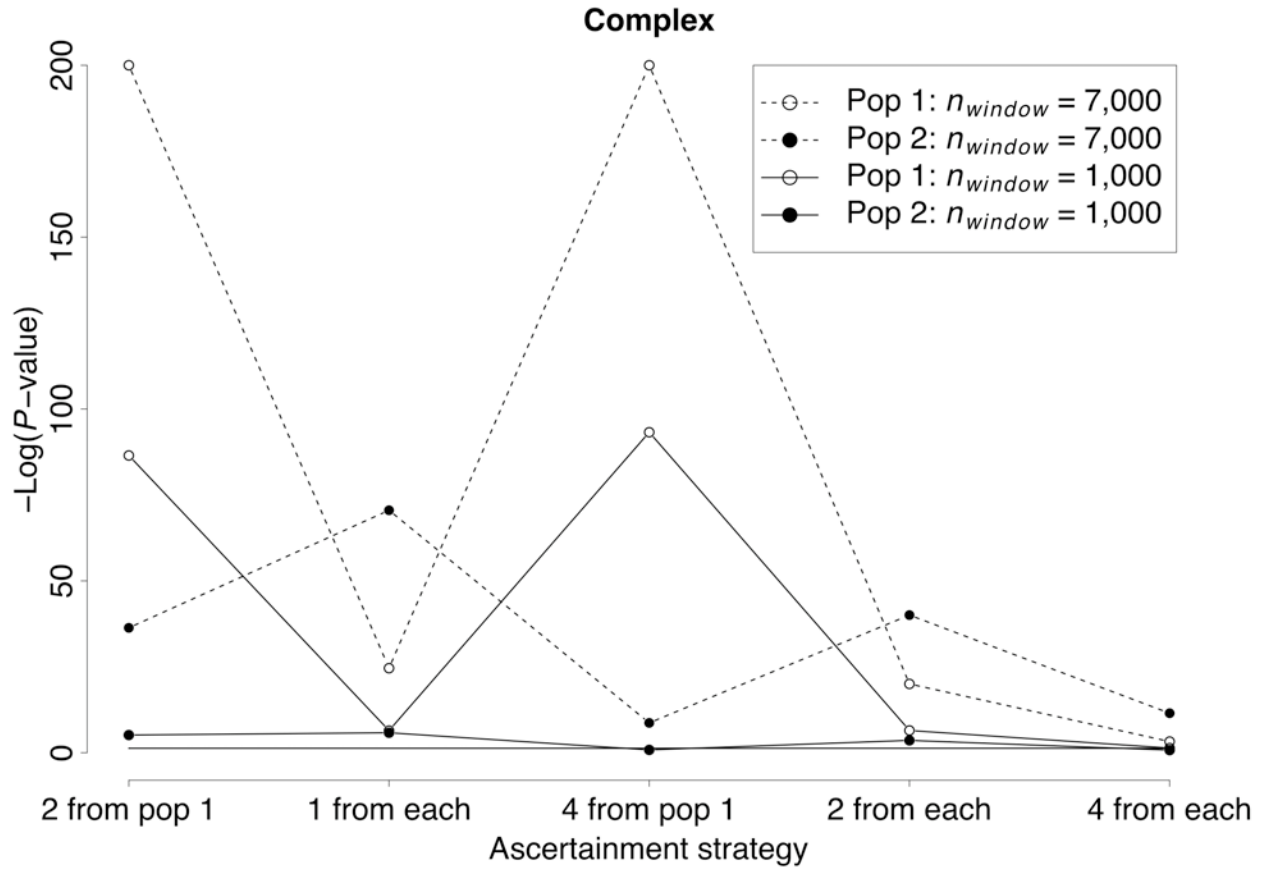 Complex
Pop 1: n_window = 7,000
Pop 2: n_window = 7,000
Pop 1: n_window = 1,000
Pop 2: n_window = 1,000
−Log(P−value)
200
150
100
50
0
2 from pop 1
1 from each
4 from pop 1
2 from each
4 from each
Ascertainment strategy